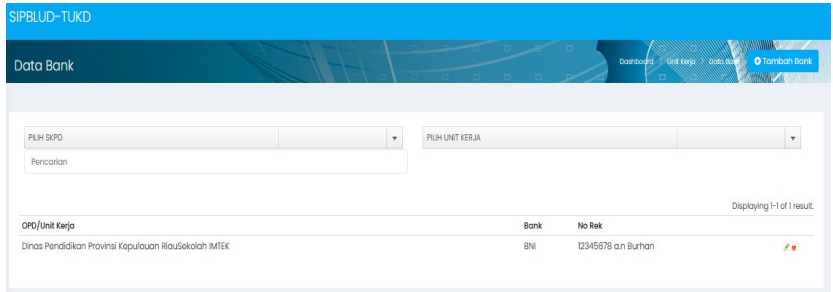 SIPBLUD-TUKD
Data Bank
Dashboard > Unit Kerja > Data Bank
Tambah Bank
PILIH SKPD
PILIH UNIT KERJA
Pencarian
Displaying 1-1 of 1 result.
OPD/Unit Kerja Bank No Rek
Dinas Pendidikan Provinsi Kepulauan RiauSekolah IMTEK BNI 12345678 a.n Burhan